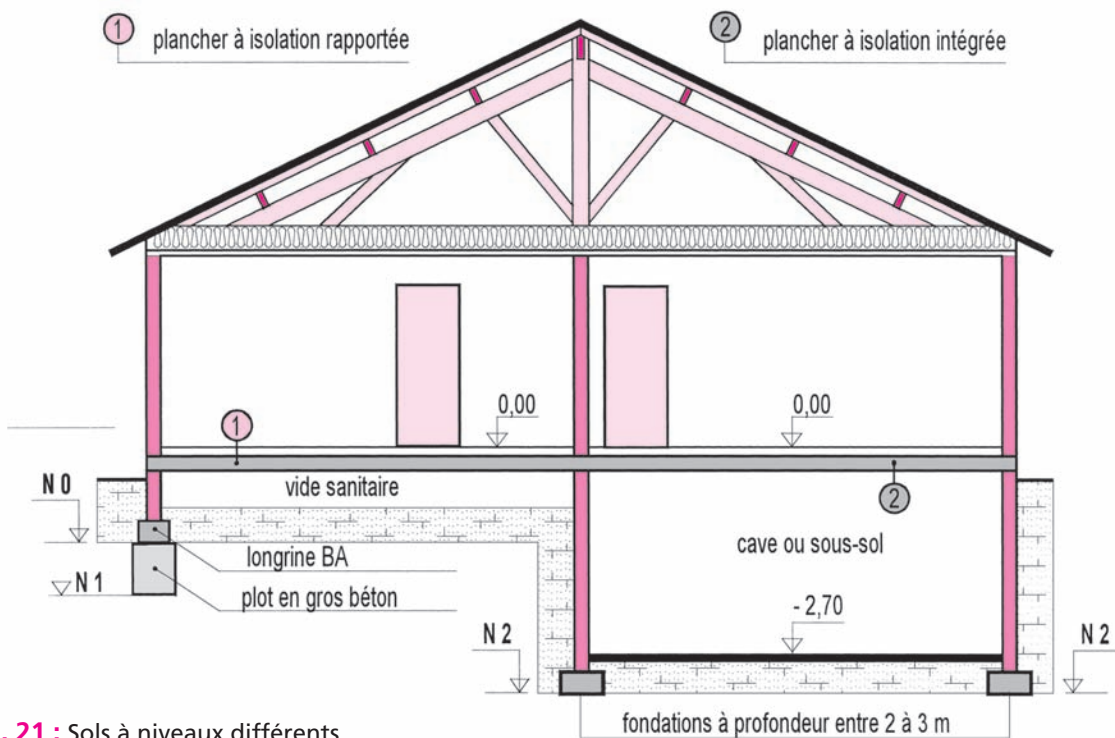 1 plancher à isolation rapportée
2 plancher à isolation intégrée
0,00
0,00
1
N 0
vide sanitaire
2
longrine BA
cave ou sous-sol
N 1
plot en gros béton
- 2,70
N 2
N 2
fondations à profondeur entre 2 à 3 m
. 21 : Sols à niveaux différents